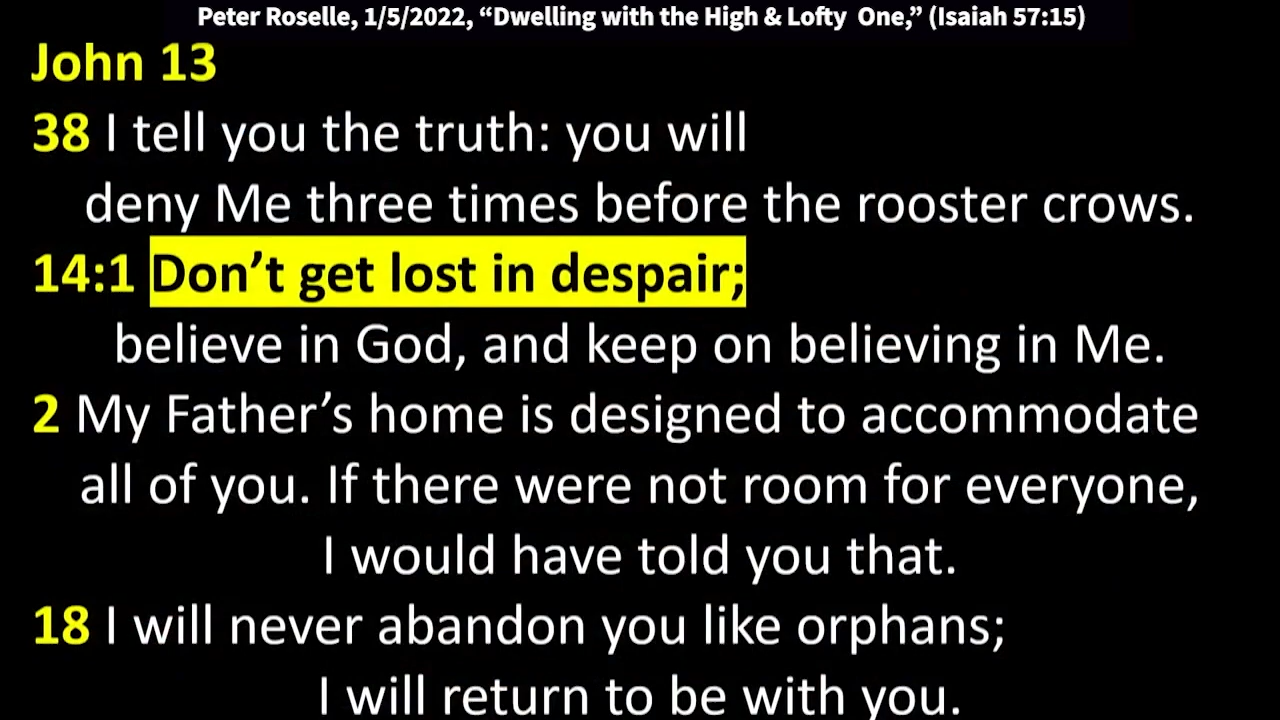 Peter Roselle, 1/5/2022, “Dwelling with the High & Lofty One,” (Isaiah 57:15)
John 13
38 I tell you the truth: you will
deny Me three times before the rooster crows.
14:1 Don’t get lost in despair;
believe in God, and keep on believing in Me.
2 My Father’s home is designed to accommodate
all of you. If there were not room for everyone,
I would have told you that.
18 I will never abandon you like orphans;
I will return to be with you.